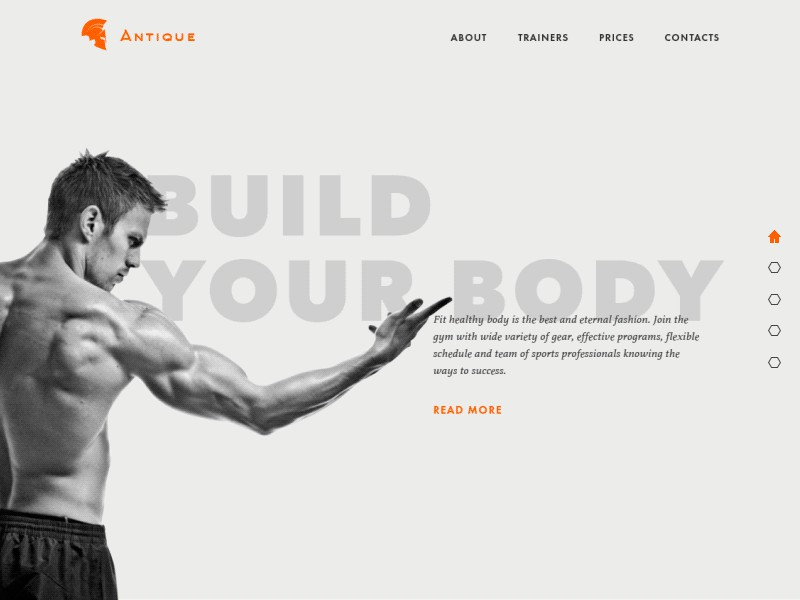 Antique
ABOUT TRAINERS PRICES CONTACTS
BUILD
YOUR BODY
Fit healthy body is the best and eternal fashion. Join the
gym with wide variety of gear, effective programs, flexible
schedule and team of sports professionals knowing the
ways to success.
READ MORE